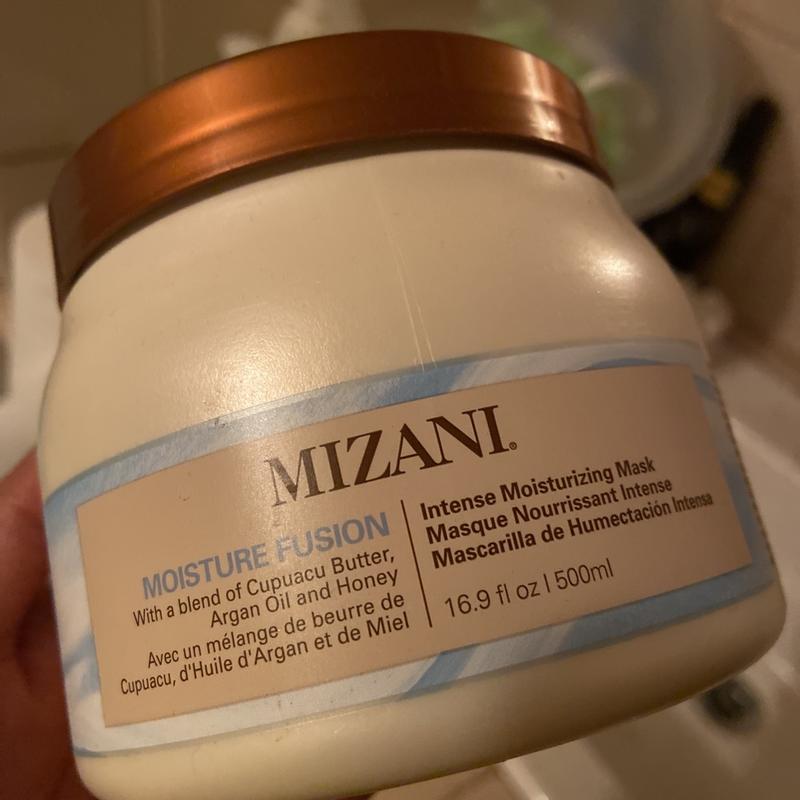 MIZANI®
MOISTURE FUSION
With a blend of Cupuacu Butter,
Argan Oil and Honey
Avec un mélange de beurre de
Cupuacu, d'Huile d'Argan et de Miel
Intense Moisturizing Mask
Masque Nourrissant Intense
Mascarilla de Humectación Intensa
16.9 fl oz | 500ml